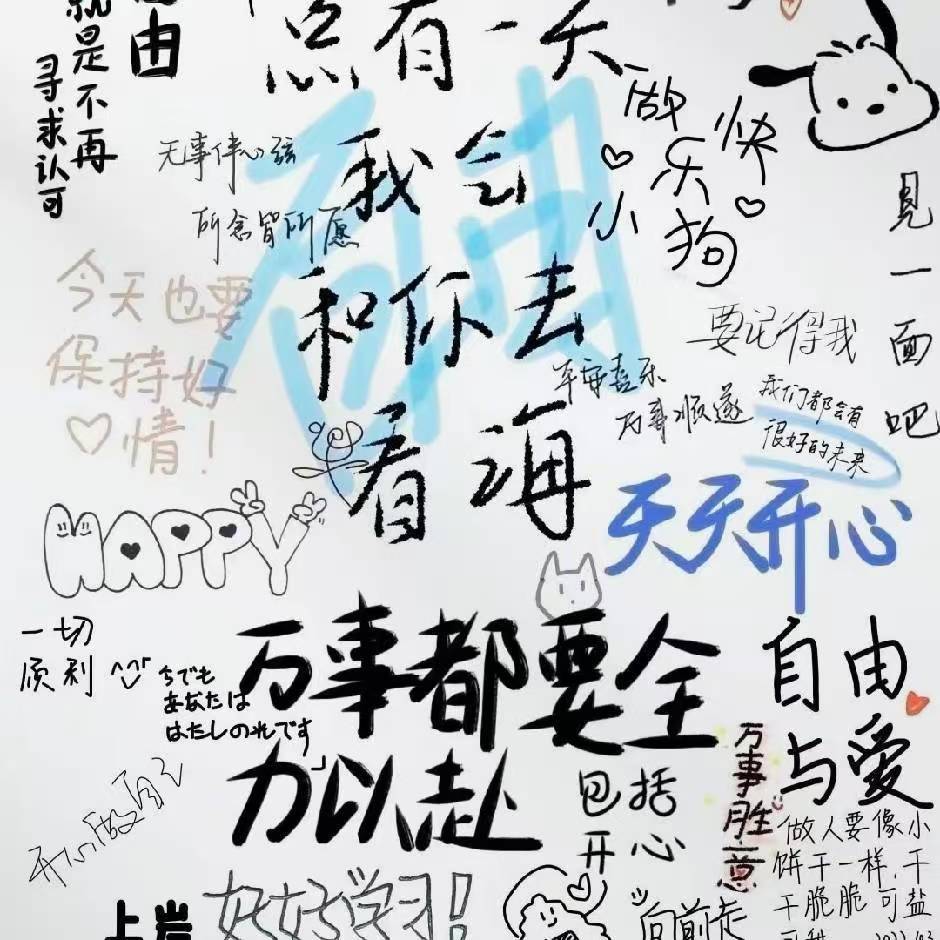 就是不再
寻求认可
由
总有一天
我会
和你去
看海
自由
无事伴心弦
所念皆所愿
做
快
乐
小
狗
见一面吧
今天也要
保持好
情！
要记得我
平安喜乐
万事顺遂
我们都会有
很好的未来
天天开心
HAPPY
一切
顺利
ちでも
あなたは
はたしのれです
万事都要全
力以赴
包括
开心
自由
与爱
万事胜意
做人要像小
饼干一样，干
干脆脆可盐
开心做自己
上岸
好好学习！
向前走